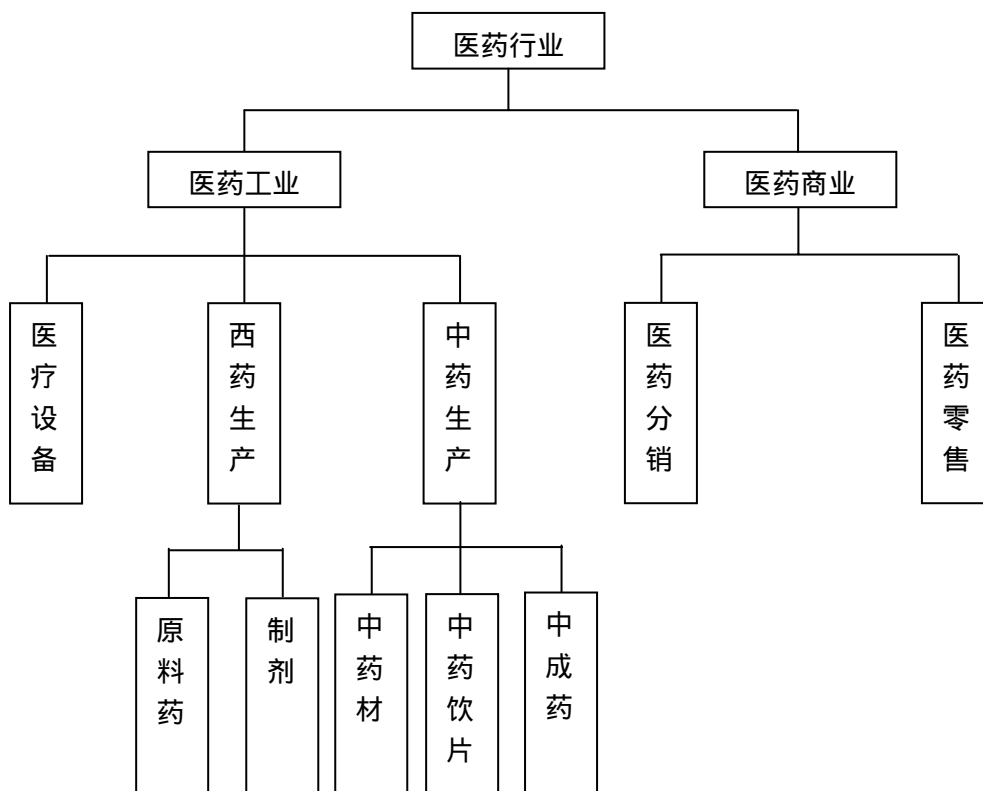 医药行业
医药工业
医药商业
医疗设备
西药生产
中药生产
医药分销
医药零售
原料药
制剂
中药材
中药饮片
中成药